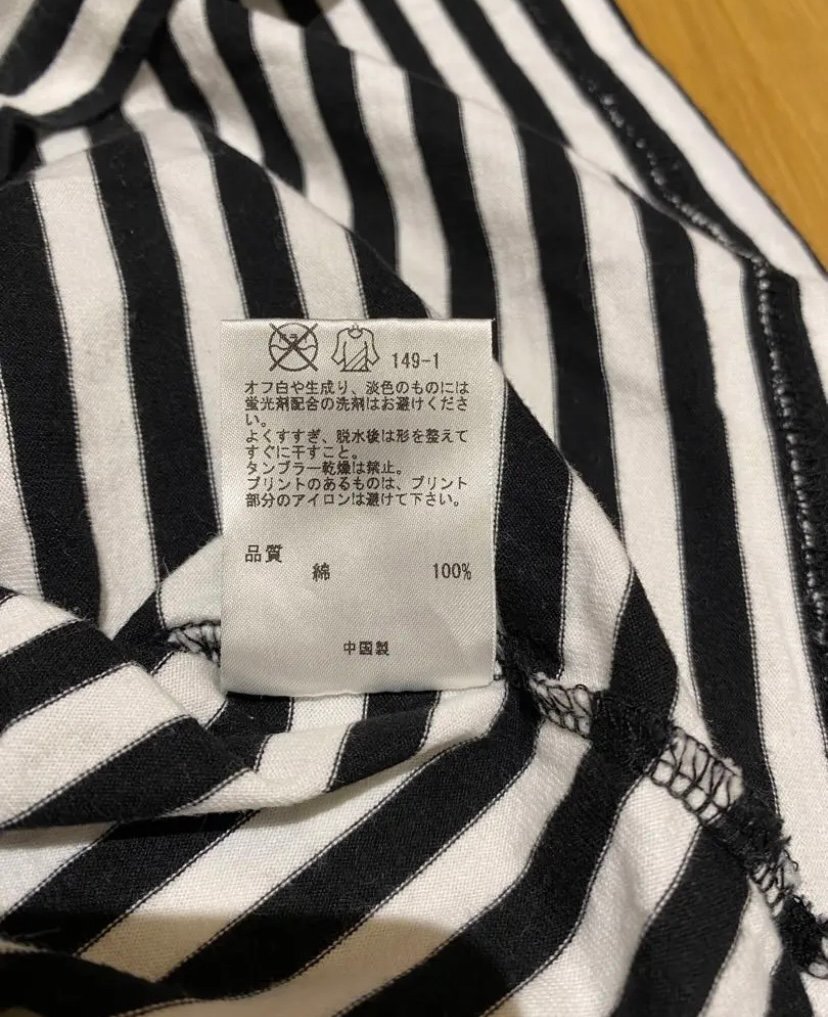 149-1
オフ白や生成り、淡色のものには
蛍光剤配合の洗剤はお避けくださ
い。
よくすすぎ、脱水後は形を整えて
すぐに干すこと。
タンブラー乾燥は禁止。
プリントのあるものは、プリント
部分のアイロンは避けて下さい。
品質
綿 100%
中国製